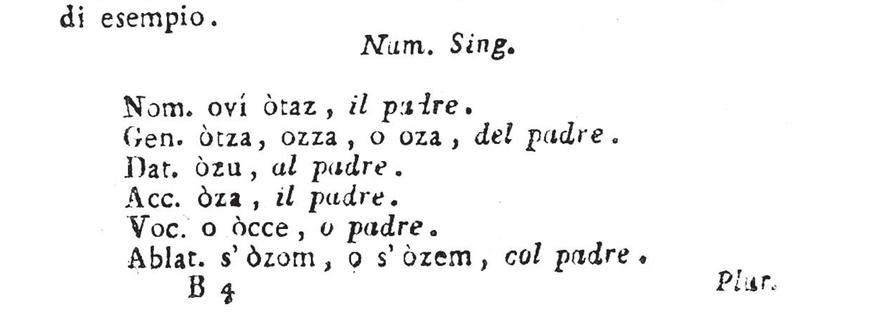 di esempio.
Num. Sing.
Nom. oví òtaz, il padre.
Gen. òtza, ozza, o oza, del padre.
Dat. òzu, al padre.
Acc. òza, il padre.
Voc. o òcce, o padre.
Ablat. s' òzom, o s' òzem, col padre.
B 4
Plur.